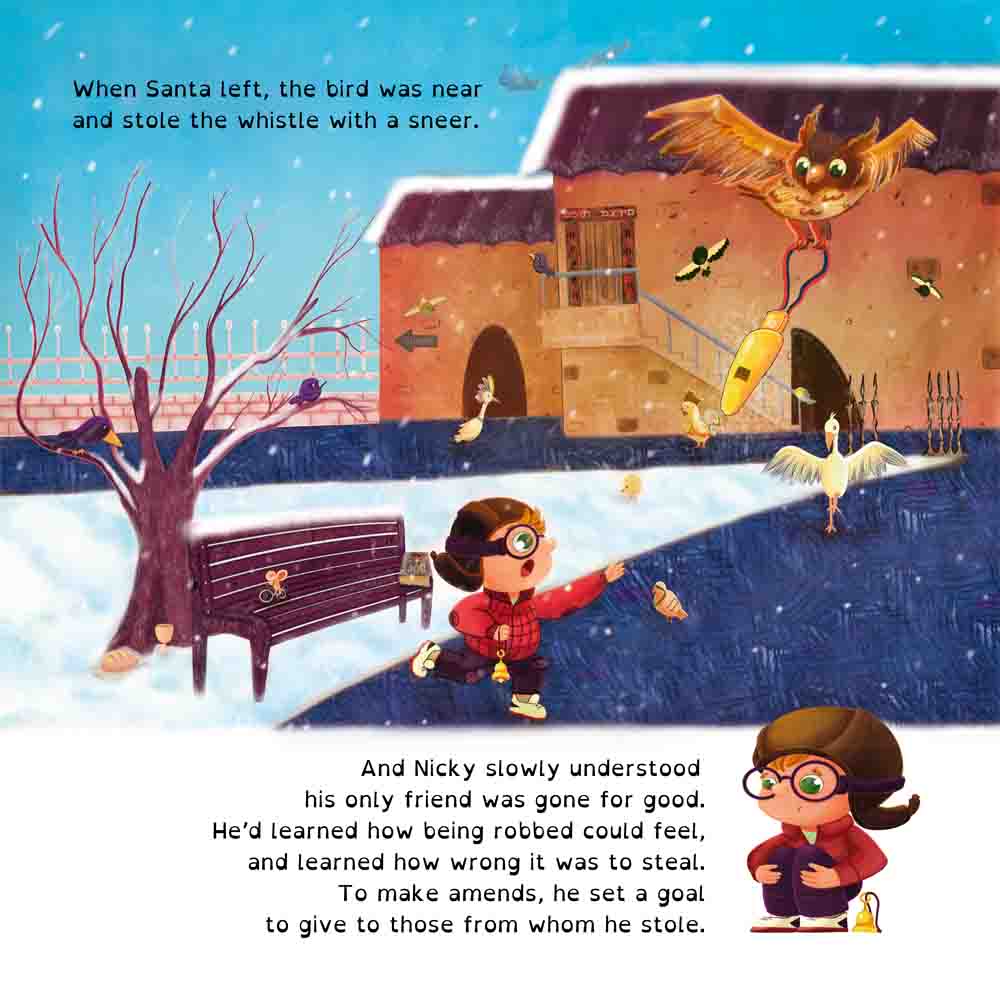 When Santa left, the bird was near
and stole the whistle with a sneer.
And Nicky slowly understood
his only friend was gone for good.
He'd learned how being robbed could feel,
and learned how wrong it was to steal.
To make amends, he set a goal
to give to those from whom he stole.